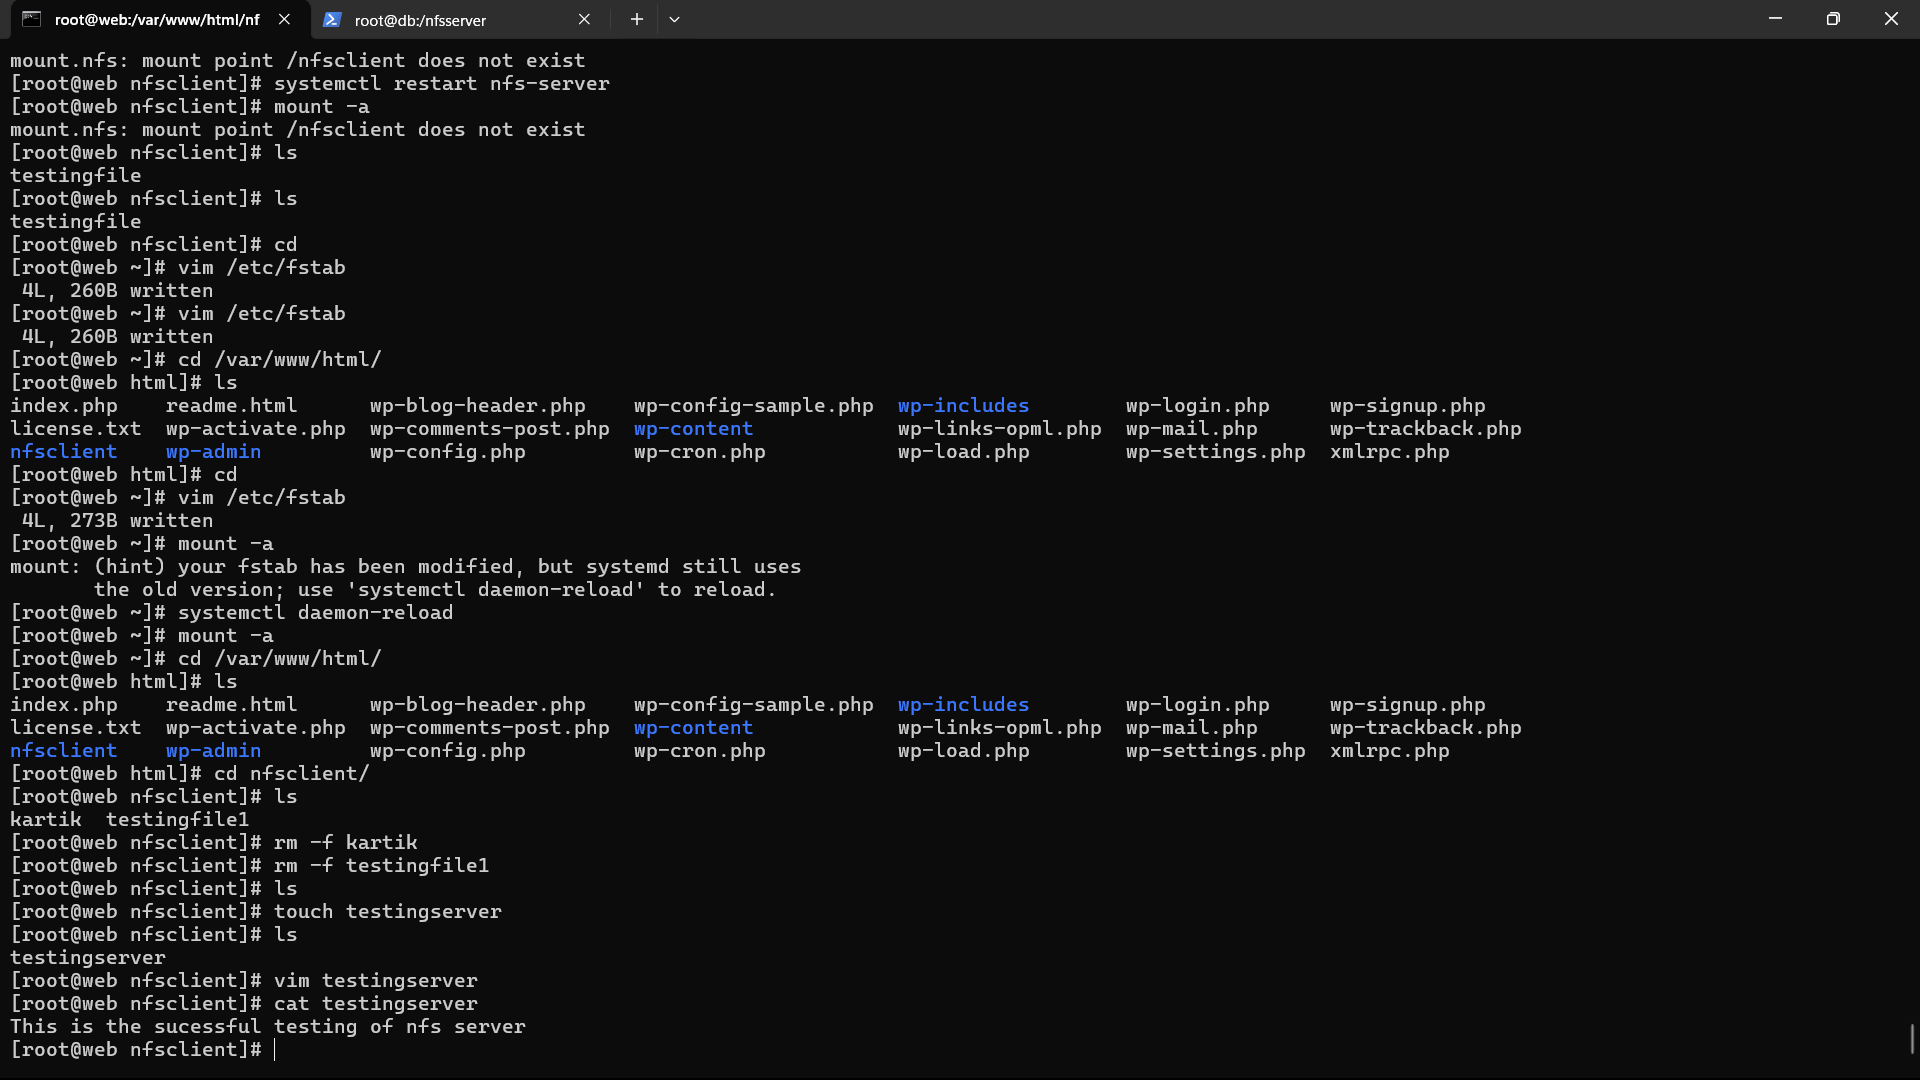 root@web:/var/www/html/nf
root@db:/nfsserver
mount.nfs: mount point /nfsclient does not exist
[root@web nfsclient]# systemctl restart nfs-server
[root@web nfsclient]# mount -a
mount.nfs: mount point /nfsclient does not exist
[root@web nfsclient]# ls
testingfile
[root@web nfsclient]# ls
testingfile
[root@web nfsclient]# cd
[root@web ~]# vim /etc/fstab
 4L, 260B written
[root@web ~]# vim /etc/fstab
 4L, 260B written
[root@web ~]# cd /var/www/html/
[root@web html]# ls
index.php    readme.html      wp-blog-header.php    wp-config-sample.php  wp-includes        wp-login.php     wp-signup.php
license.txt  wp-activate.php  wp-comments-post.php  wp-content            wp-links-opml.php  wp-mail.php      wp-trackback.php
nfsclient    wp-admin         wp-config.php         wp-cron.php           wp-load.php        wp-settings.php  xmlrpc.php
[root@web html]# cd
[root@web ~]# vim /etc/fstab
 4L, 273B written
[root@web ~]# mount -a
mount: (hint) your fstab has been modified, but systemd still uses
       the old version; use 'systemctl daemon-reload' to reload.
[root@web ~]# systemctl daemon-reload
[root@web ~]# mount -a
[root@web ~]# cd /var/www/html/
[root@web html]# ls
index.php    readme.html      wp-blog-header.php    wp-config-sample.php  wp-includes        wp-login.php     wp-signup.php
license.txt  wp-activate.php  wp-comments-post.php  wp-content            wp-links-opml.php  wp-mail.php      wp-trackback.php
nfsclient    wp-admin         wp-config.php         wp-cron.php           wp-load.php        wp-settings.php  xmlrpc.php
[root@web html]# cd nfsclient/
[root@web nfsclient]# ls
kartik  testingfile1
[root@web nfsclient]# rm -f kartik
[root@web nfsclient]# rm -f testingfile1
[root@web nfsclient]# ls
[root@web nfsclient]# touch testingserver
[root@web nfsclient]# ls
testingserver
[root@web nfsclient]# vim testingserver
[root@web nfsclient]# cat testingserver
This is the sucessful testing of nfs server
[root@web nfsclient]#